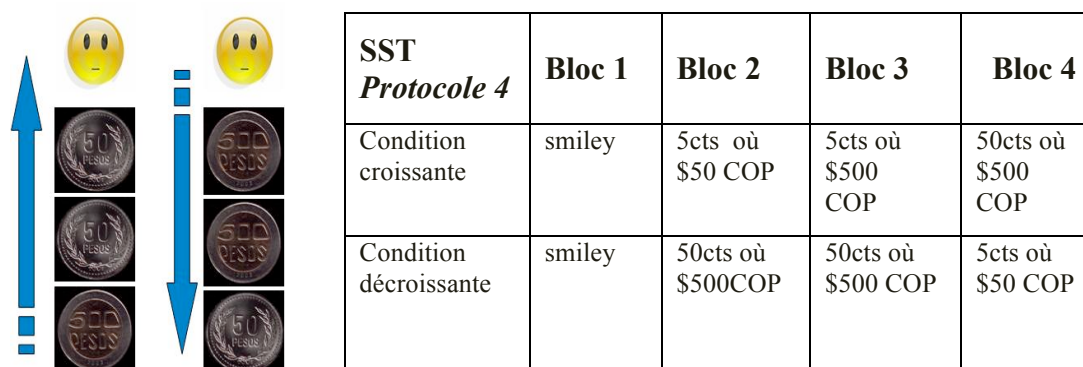 50
PESOS
500
PESOS
50
PESOS
500
PESOS
500
PESOS
50
PESOS
SST Bloc 1 Bloc 2 Bloc 3 Bloc 4
Protocole 4
Condition smiley 5cts où 5cts où 50cts où
croissante $50 COP $500 $500
COP COP
Condition smiley 50cts où 50cts où 5cts où
décroissante $500COP $500 COP $50 COP